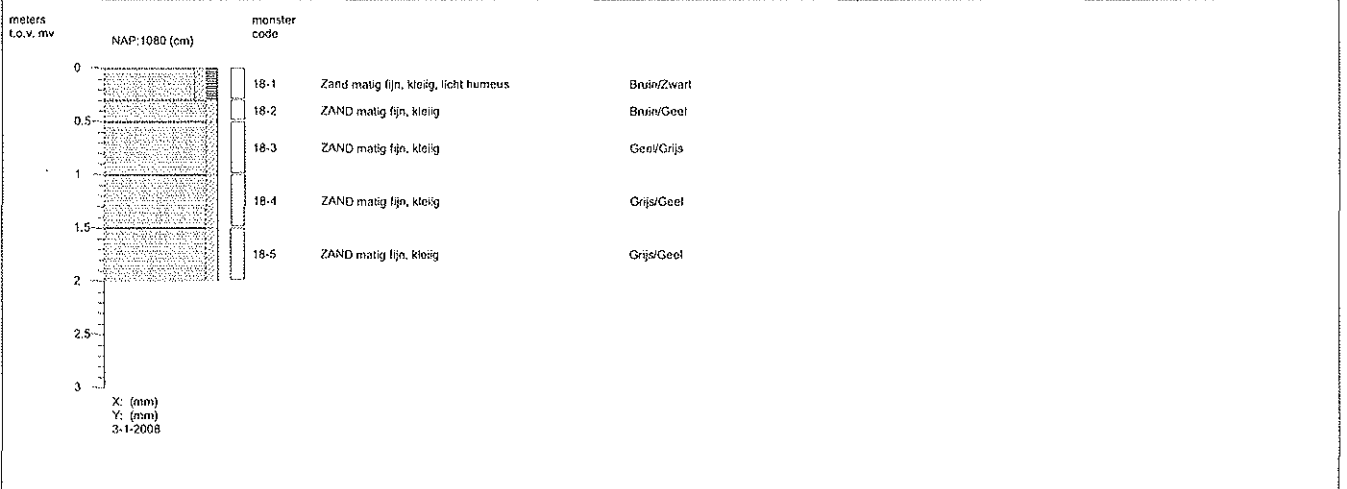 meters
t.o.v. mv
monster
code
NAP:1080 (cm)
0
18-1 Zand matig fijn, kleiig, licht humeus Bruin/Zwart
18-2 ZAND matig fijn, kleiig Bruin/Geel
0.5
18-3 ZAND matig fijn, kleiig Geel/Grijs
1
18-4 ZAND matig fijn, kleiig Grijs/Geel
1.5
18-5 ZAND matig fijn, kleiig Grijs/Geel
2
2.5
3
X: (mm)
Y: (mm)
3-1-2008